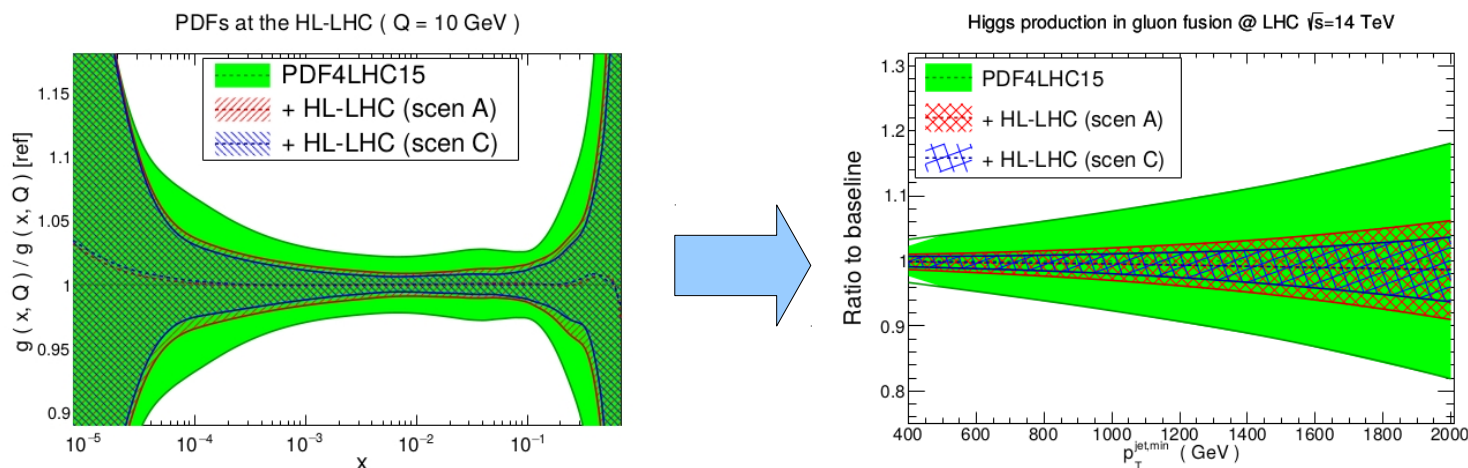 PDFs at the HL-LHC ( Q = 10 GeV )
PDF4LHC15
+ HL-LHC (scen A)
+ HL-LHC (scen C)
g ( x, Q ) / g ( x, Q ) [ref]
1.15
1.1
1.05
1
0.95
0.9
10⁻⁵ 10⁻⁴ 10⁻³ 10⁻² 10⁻¹
x
Higgs production in gluon fusion @ LHC √s=14 TeV
PDF4LHC15
+ HL-LHC (scen A)
+ HL-LHC (scen C)
Ratio to baseline
1.3
1.2
1.1
1
0.9
0.8
400 600 800 1000 1200 1400 1600 1800 2000
p_T^jet,min ( GeV )